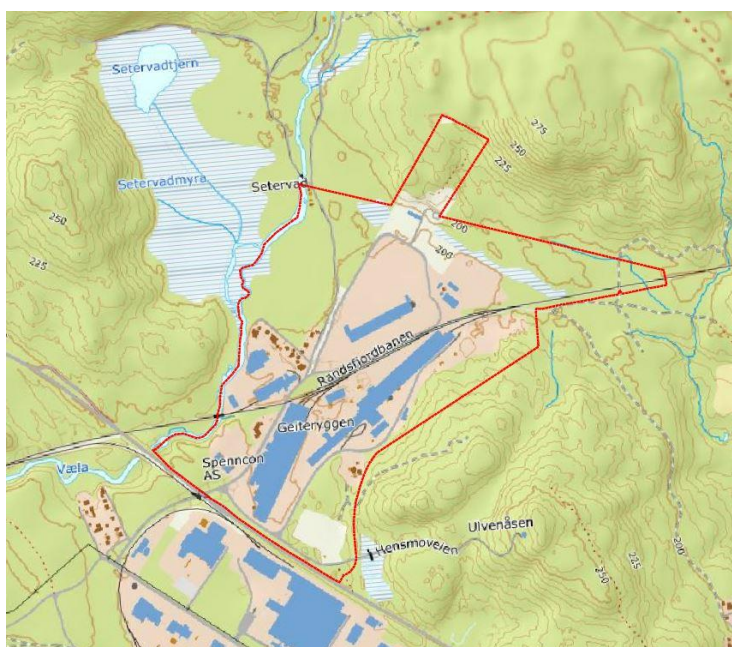 Setervadtjern
Setervadmyra
Setervad
275
250
225
200
200
250
225
Randsfjordbanen
Geiteryggen
Spenncon
AS
Væla
Hensmoveien
Ulvenåsen
200
225
250